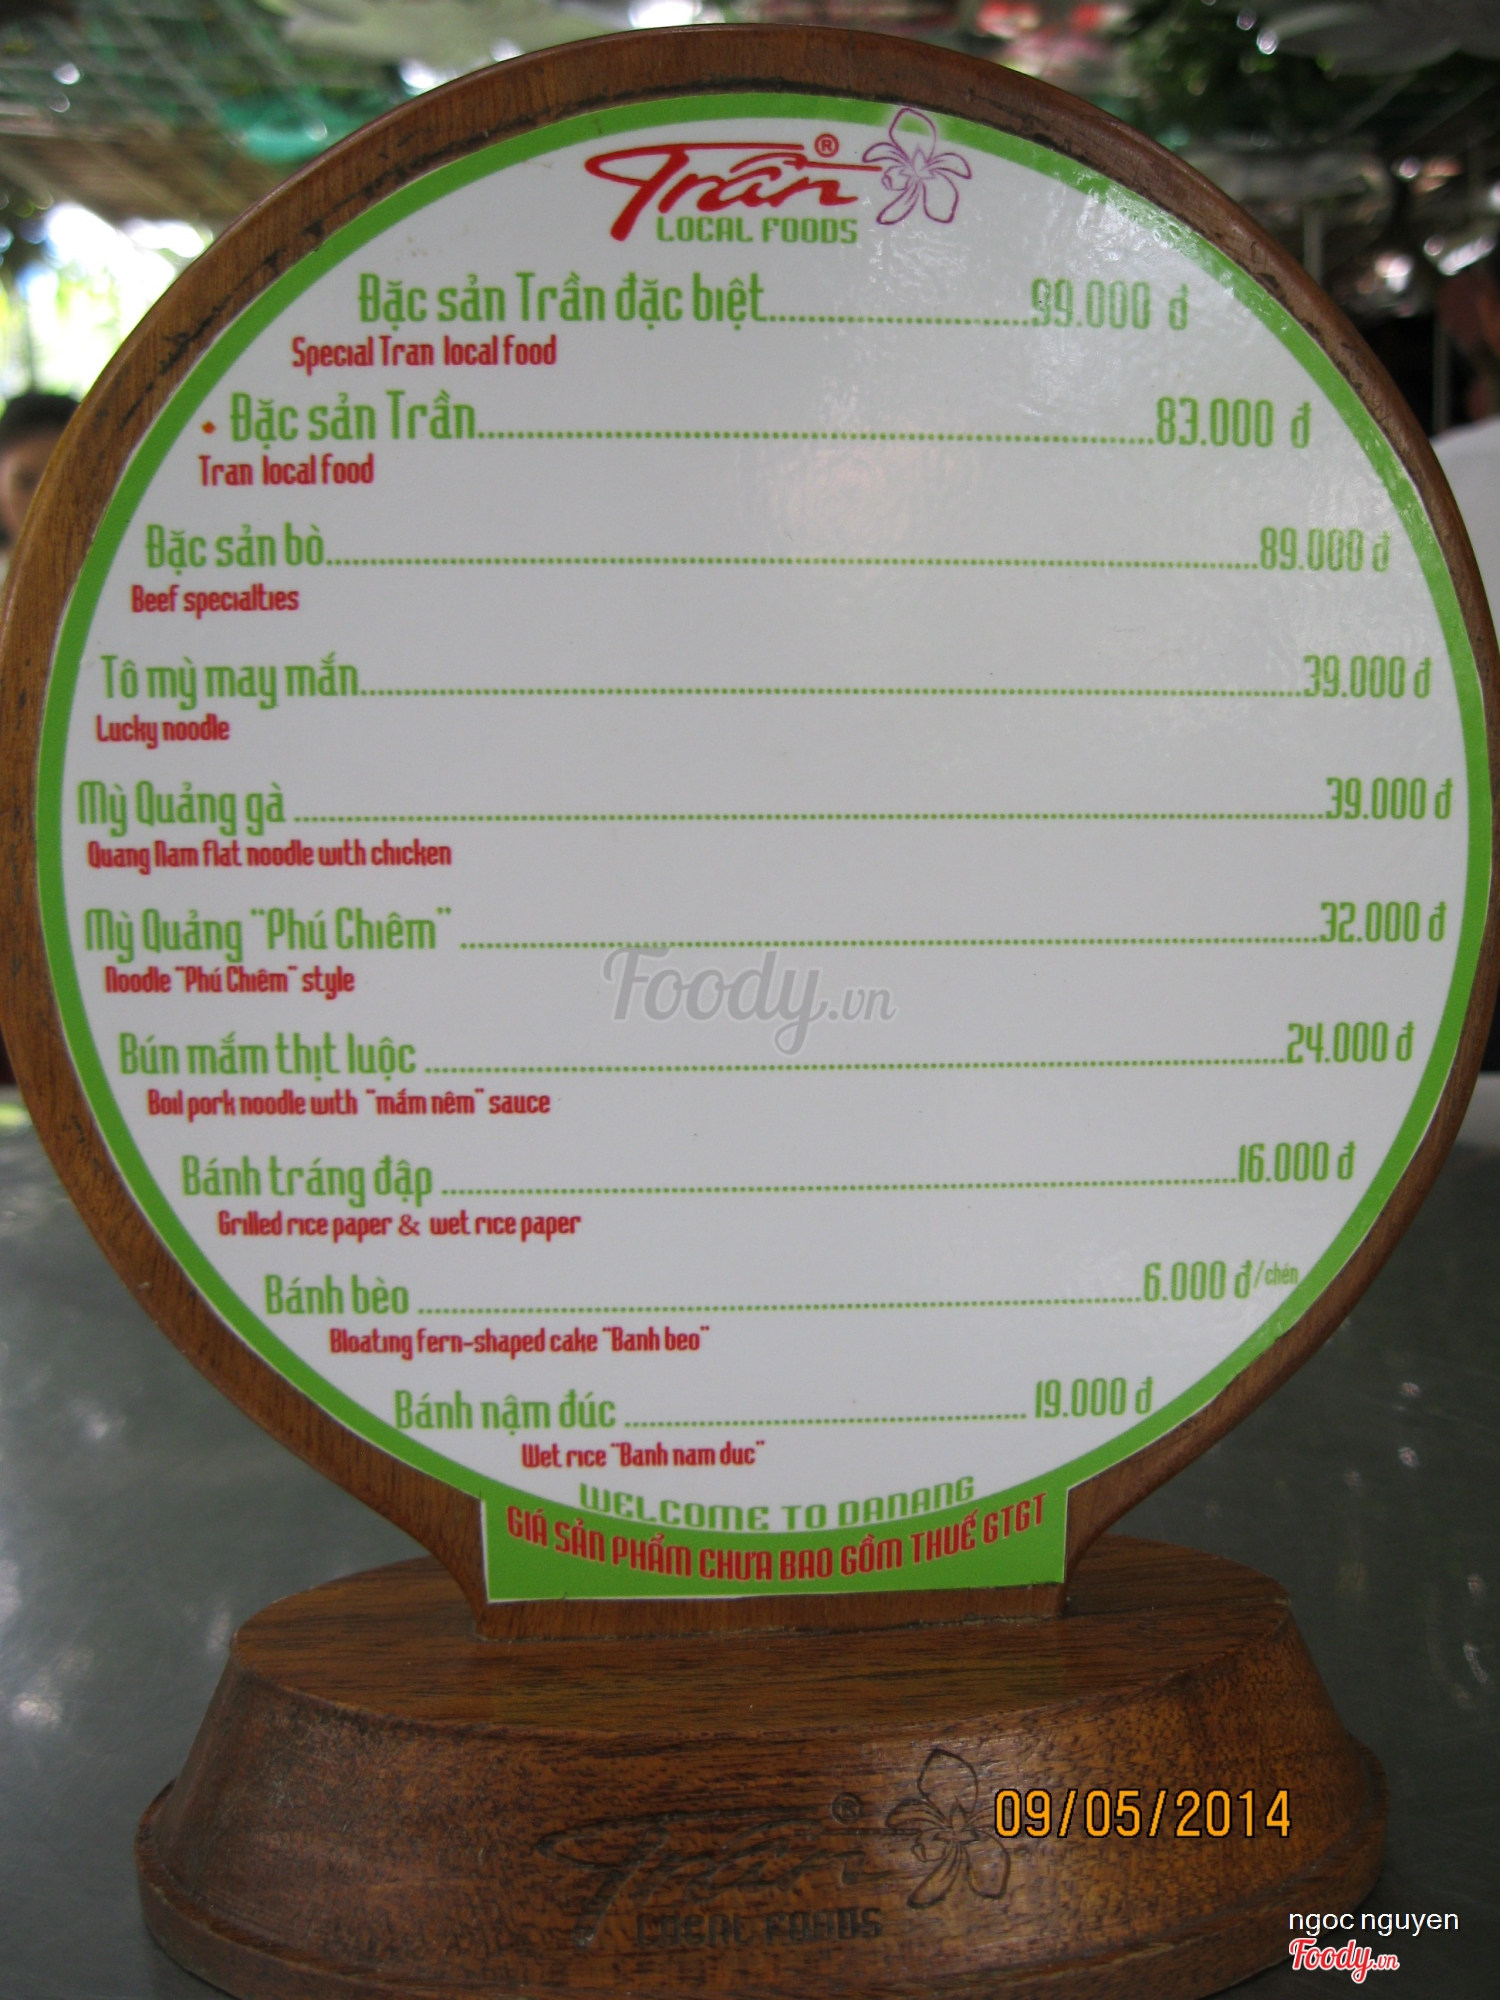 Trần ®
LOCAL FOODS
Đặc sản Trần đặc biệt..............................99.000 đ
Special Tran local food
• Đặc sản Trần..............................83.000 đ
Tran local food
Đặc sản bò..............................89.000 đ
Beef specialties
Tô mỳ may mắn..............................39.000 đ
Lucky noodle
Mỳ Quảng gà ..............................39.000 đ
Quang Nam flat noodle with chicken
Mỳ Quảng "Phú Chiêm" ..............................32.000 đ
Noodle "Phú Chiêm" style
Bún mắm thịt luộc ..............................24.000 đ
Boil pork noodle with "mắm nêm" sauce
Bánh tráng đập ..............................16.000 đ
Grilled rice paper & wet rice paper
Bánh bèo ..............................6.000 đ/chén
Bloating fern-shaped cake "Banh beo"
Bánh nậm đúc .............................. 19.000 đ
Wet rice "Banh nam duc"
WELCOME TO DANANG
GIÁ SẢN PHẨM CHƯA BAO GỒM THUẾ GTGT
Foody.vn
Trần ®
LOCAL FOODS
09/05/2014
ngoc nguyen
Foody.vn